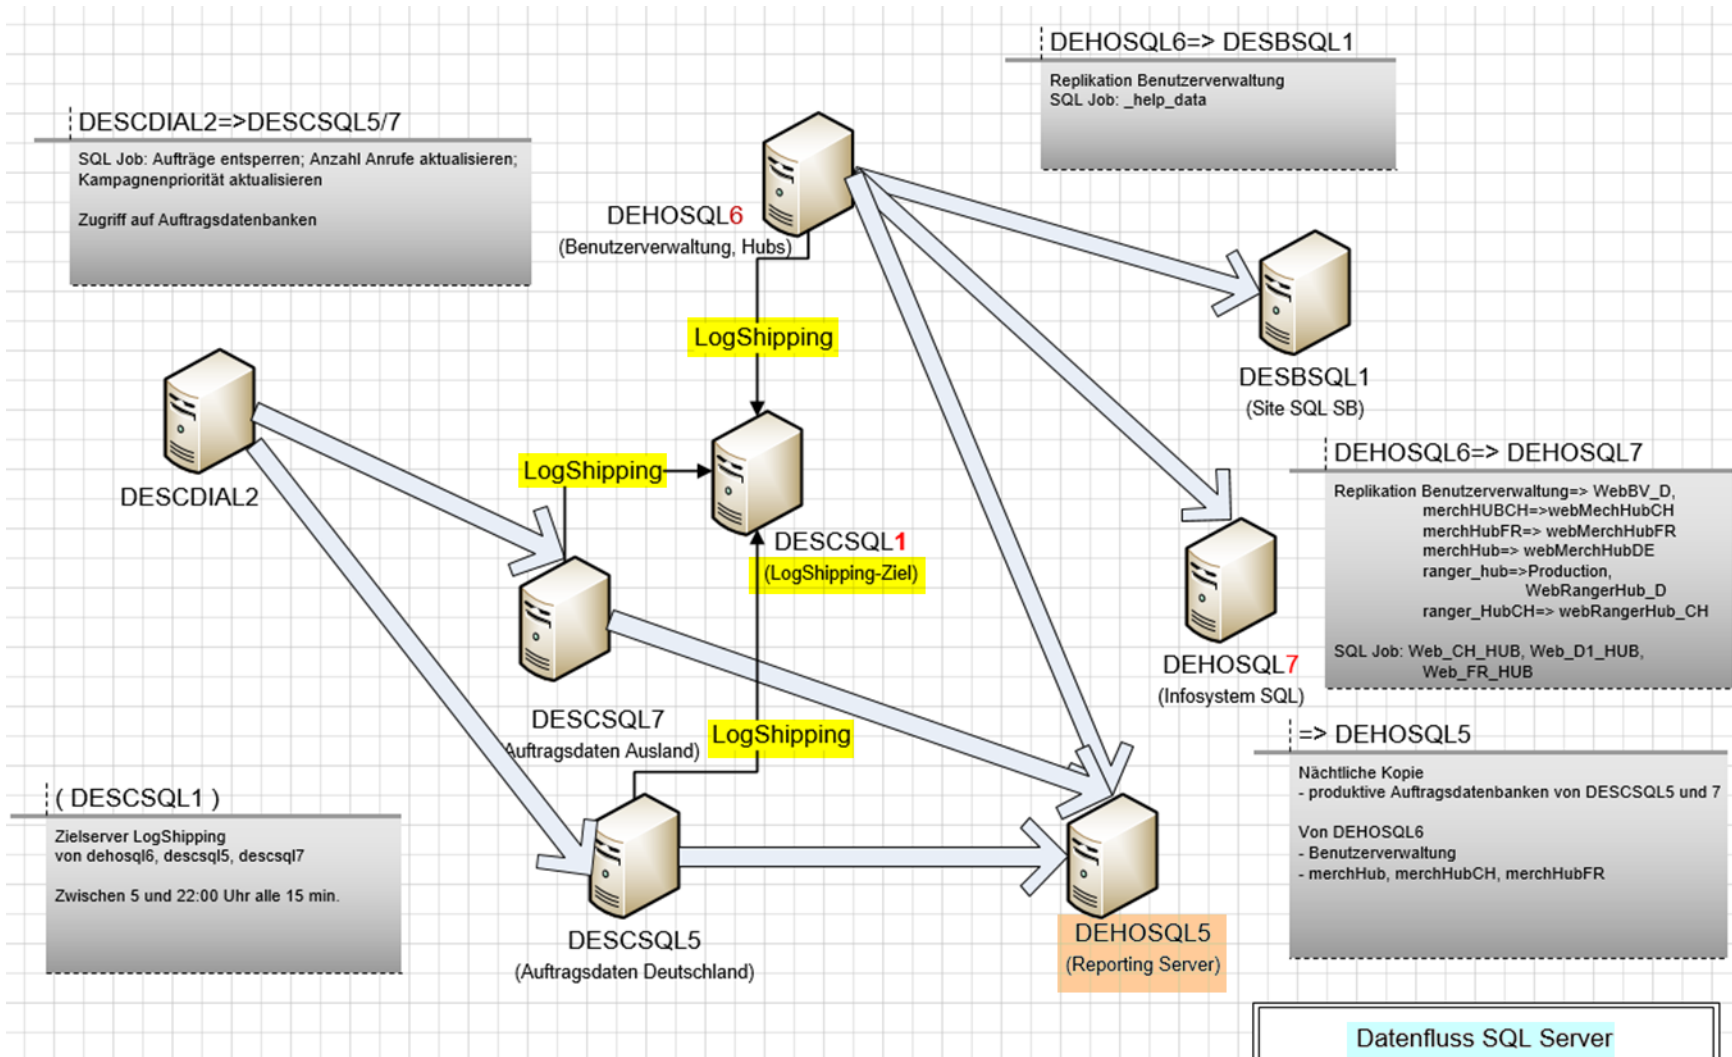 DEHOSQL6=> DESBSQL1
Replikation Benutzerverwaltung
SQL Job: _help_data
DESCDIAL2=>DESCSQL5/7
SQL Job: Aufträge entsperren; Anzahl Anrufe aktualisieren;
Kampagnenpriorität aktualisieren
Zugriff auf Auftragsdatenbanken
DEHOSQL6
(Benutzerverwaltung, Hubs)
LogShipping
DESBSQL1
(Site SQL SB)
DESCDIAL2
LogShipping
DESCSQL1
(LogShipping-Ziel)
DEHOSQL6=> DEHOSQL7
Replikation Benutzerverwaltung=> WebBV_D,
merchHUBCH=>webMechHubCH
merchHubFR=> webMerchHubFR
merchHub=> webMerchHubDE
ranger_hub=>Production,
WebRangerHub_D
ranger_HubCH=> webRangerHub_CH
SQL Job: Web_CH_HUB, Web_D1_HUB,
Web_FR_HUB
DEHOSQL7
(Infosystem SQL)
DESCSQL7
Auftragsdaten Ausland)
LogShipping
=> DEHOSQL5
Nächtliche Kopie
- produktive Auftragsdatenbanken von DESCSQL5 und 7
Von DEHOSQL6
- Benutzerverwaltung
- merchHub, merchHubCH, merchHubFR
( DESCSQL1 )
Zielserver LogShipping
von dehosql6, descsql5, descsql7
Zwischen 5 und 22:00 Uhr alle 15 min.
DESCSQL5
(Auftragsdaten Deutschland)
DEHOSQL5
(Reporting Server)
Datenfluss SQL Server